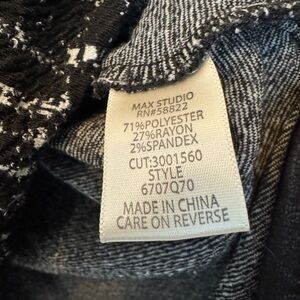 MAX STUDIO
RN#58822
71%POLYESTER
27%RAYON
2%SPANDEX
CUT:3001560
STYLE
6707Q70
MADE IN CHINA
CARE ON REVERSE